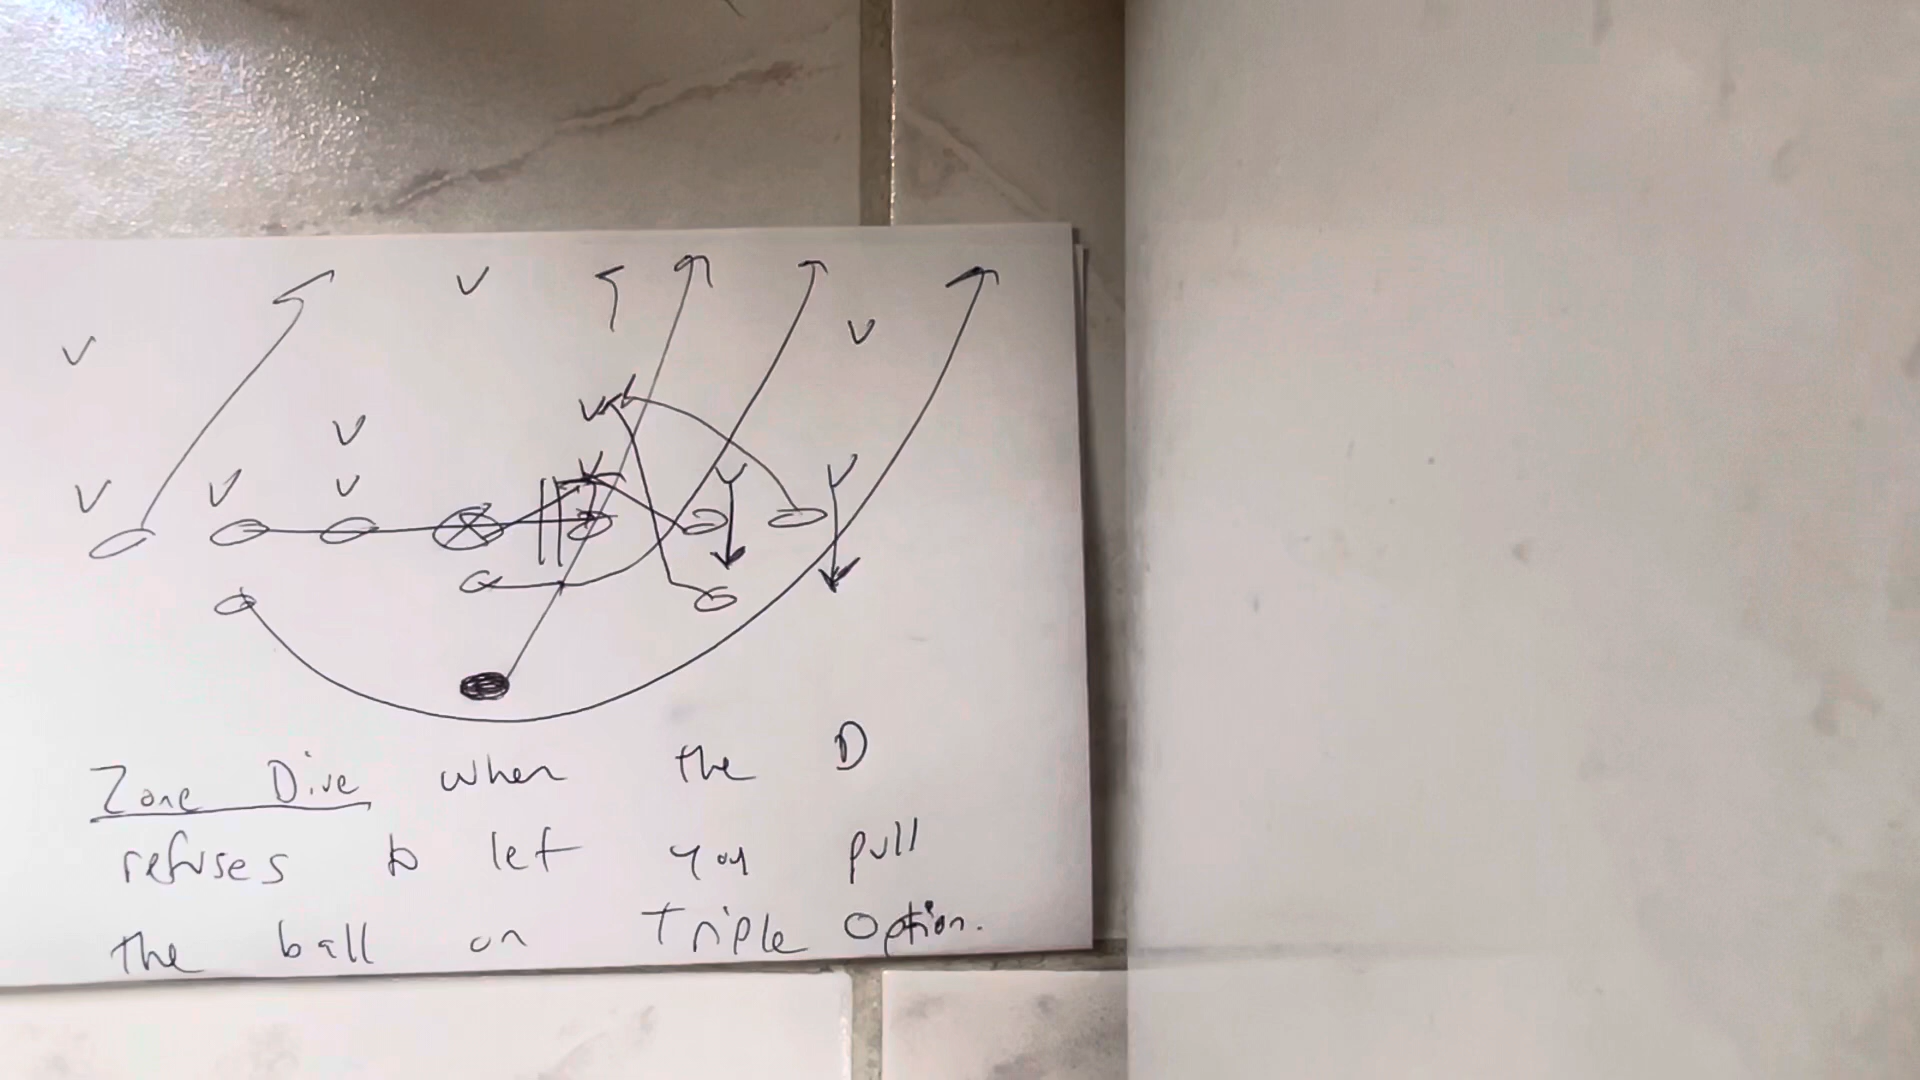 Zone Dive when the D
refuses to let you pull
the ball on Triple Option.